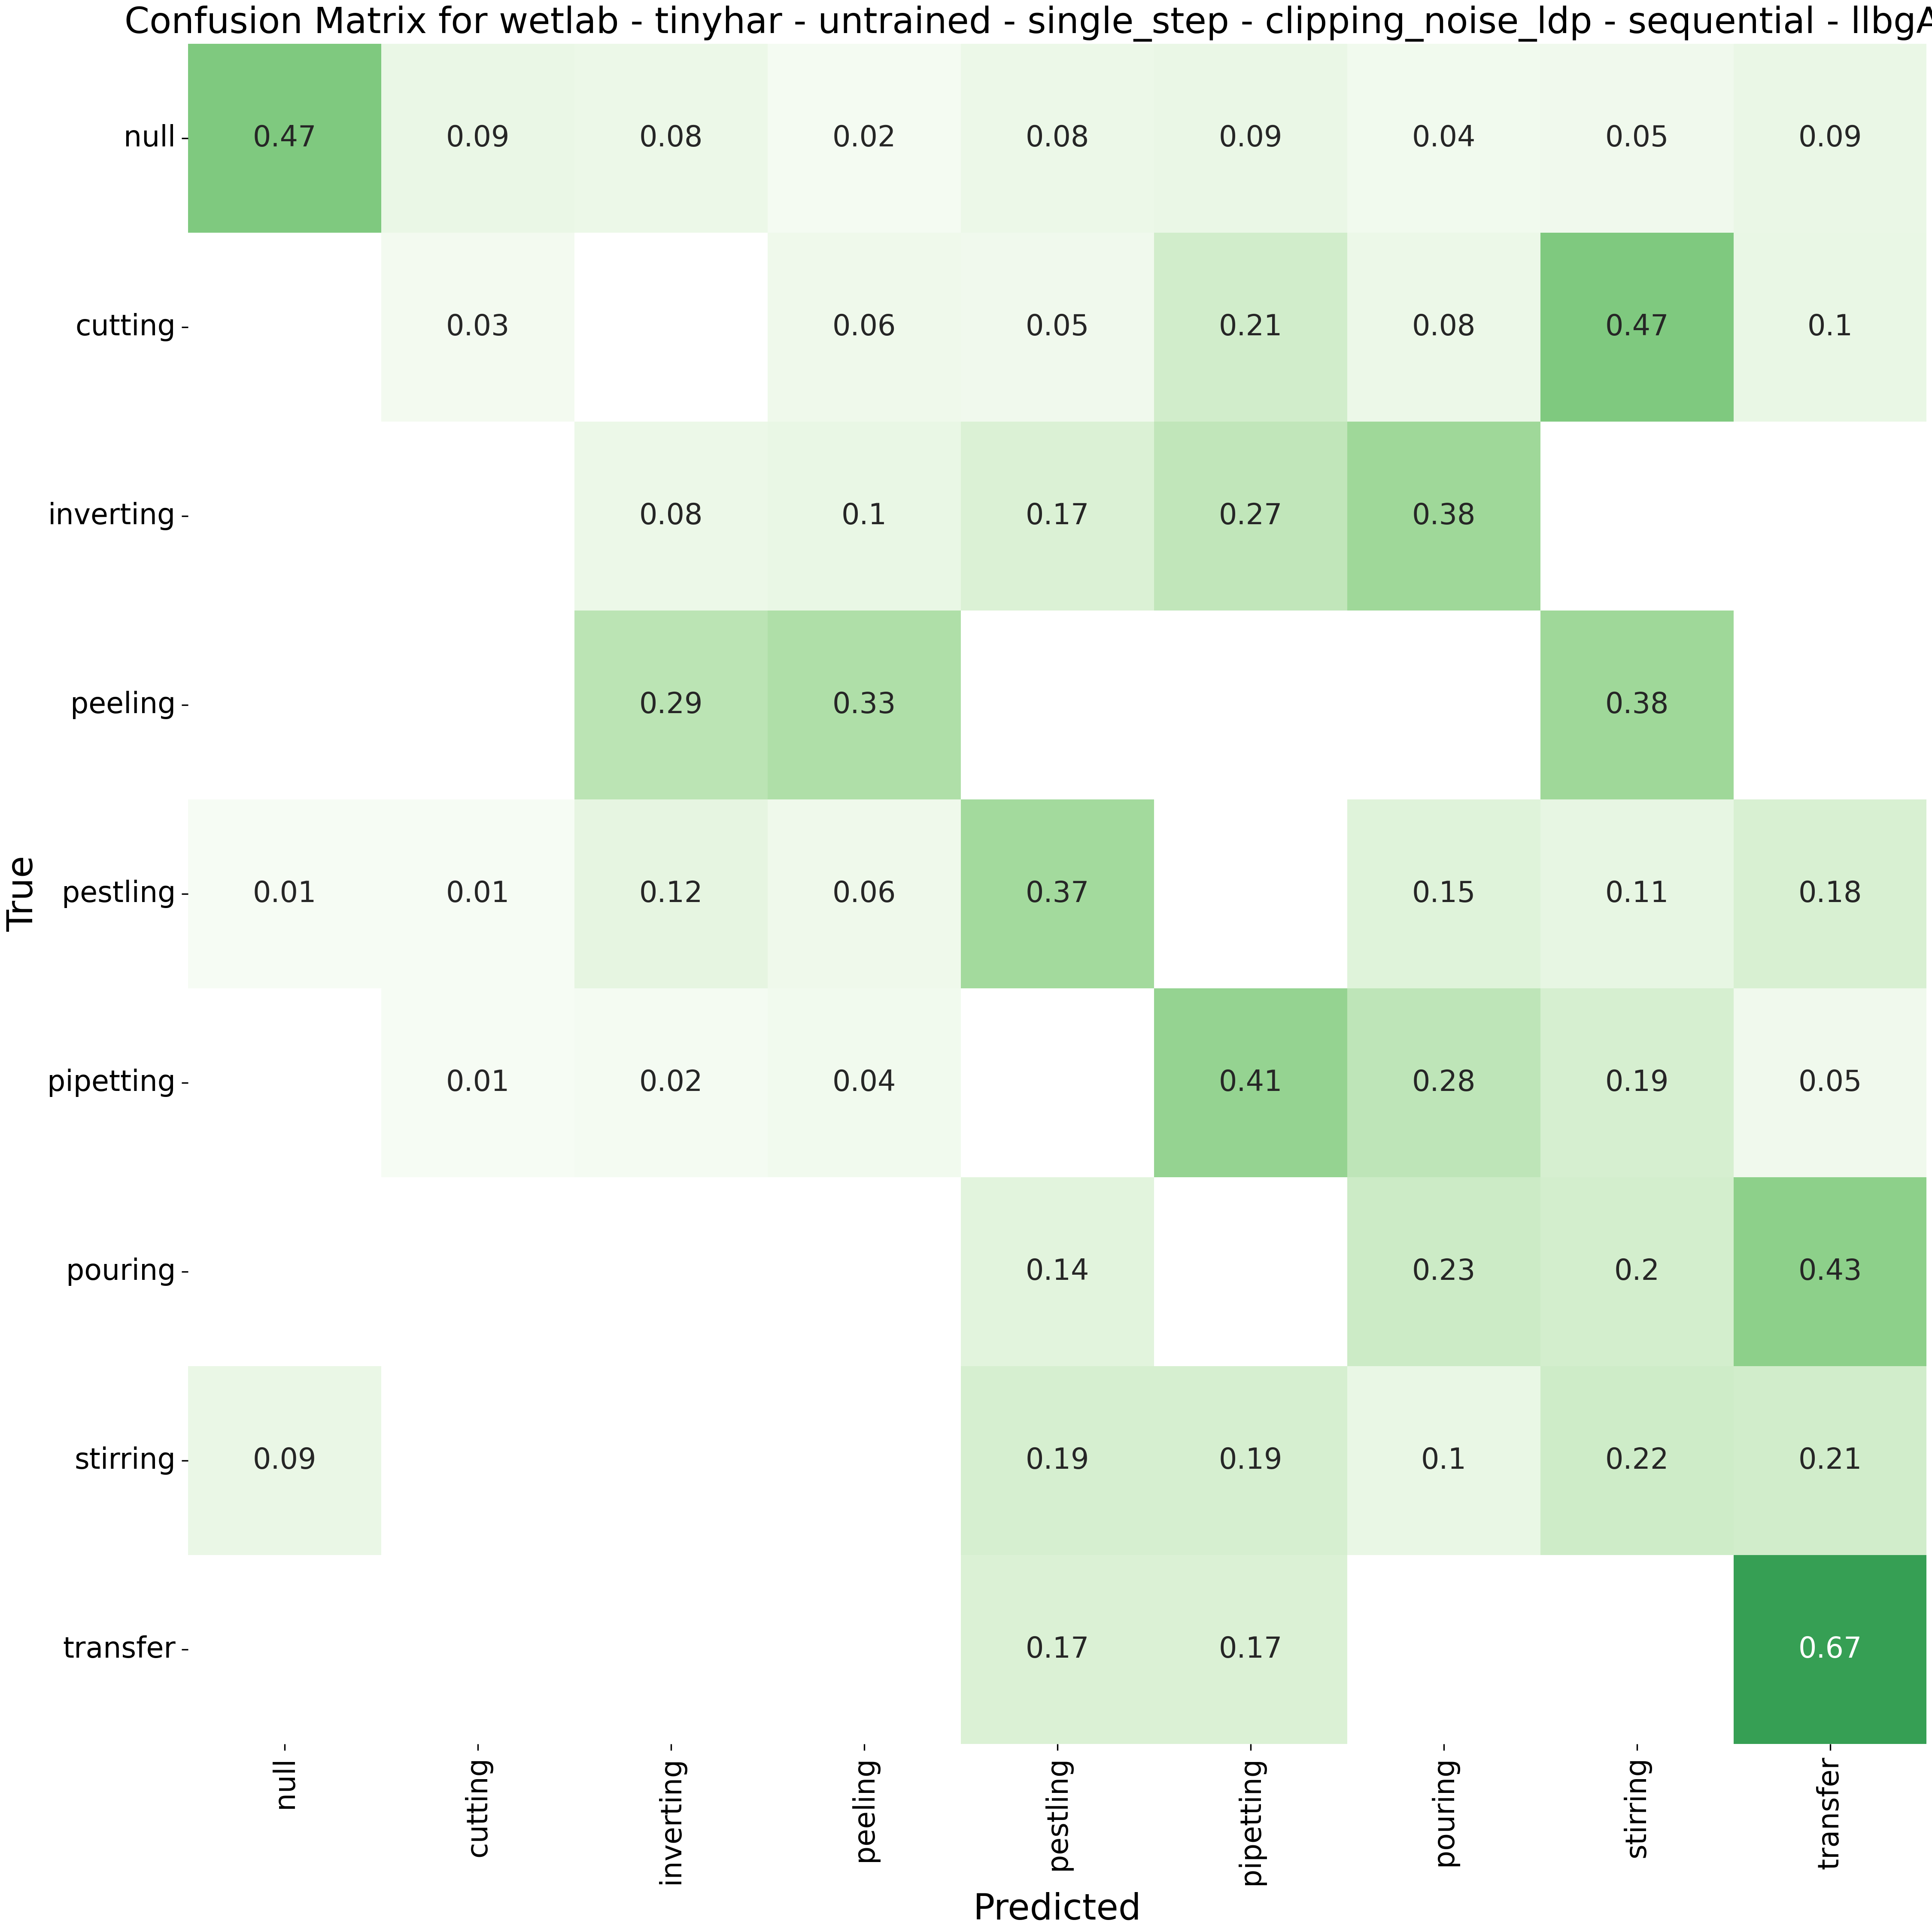 Confusion Matrix for wetlab - tinyhar - untrained - single_step - clipping_noise_ldp - sequential - llbgA
null 0.47 0.09 0.08 0.02 0.08 0.09 0.04 0.05 0.09
cutting 0.03 0.06 0.05 0.21 0.08 0.47 0.1
inverting 0.08 0.1 0.17 0.27 0.38
peeling 0.29 0.33 0.38
pestling 0.01 0.01 0.12 0.06 0.37 0.15 0.11 0.18
pipetting 0.01 0.02 0.04 0.41 0.28 0.19 0.05
pouring 0.14 0.23 0.2 0.43
stirring 0.09 0.19 0.19 0.1 0.22 0.21
transfer 0.17 0.17 0.67
True
null cutting inverting peeling pestling pipetting pouring stirring transfer
Predicted